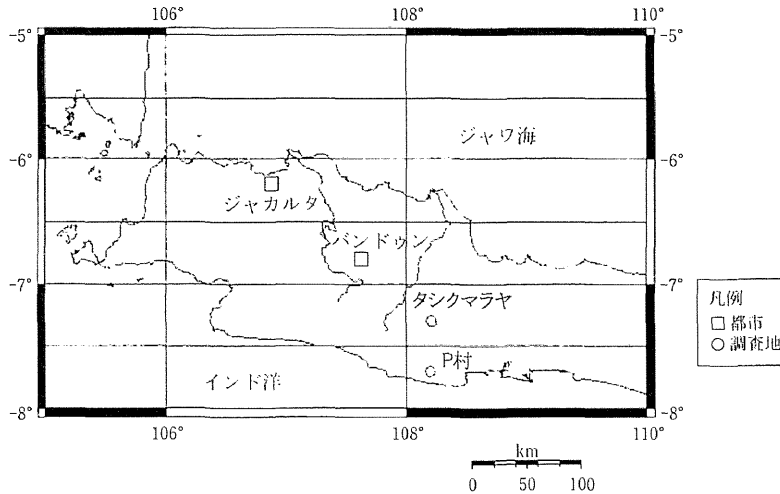 106° 108° 110°
-5° -5°
ジャワ海
-6° -6°
ジャカルタ
バンドゥン
-7° -7°
タシクマラヤ
凡例
□ 都市
○ 調査地
P村
インド洋
-8° -8°
106° 108° 110°
km
0 50 100